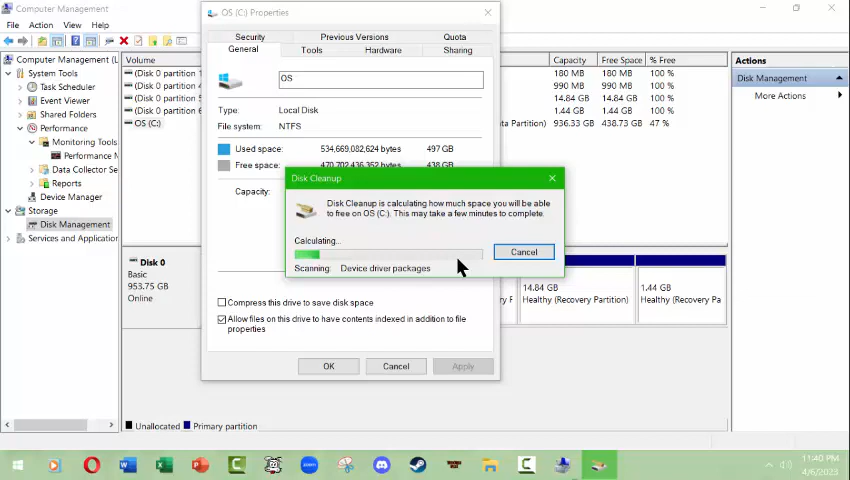 Computer Management
File Action View Help
Computer Management
System Tools
Task Scheduler
Event Viewer
Shared Folders
Performance
Monitoring Tools
Performance M
Data Collector Se
Reports
Device Manager
Storage
Disk Management
Services and Application
Volume
(Disk 0 partition 1
(Disk 0 partition 4
(Disk 0 partition 5
(Disk 0 partition 6
OS (C:)
ta Partition)
Capacity Free Space % Free
180 MB 180 MB 100 %
990 MB 990 MB 100 %
14.84 GB 14.84 GB 100 %
1.44 GB 1.44 GB 100 %
936.33 GB 438.73 GB 47 %
Actions
Disk Management
More Actions
OS (C:) Properties
Security Previous Versions Quota
General Tools Hardware Sharing
OS
Type: Local Disk
File system: NTFS
Used space: 534,669,082,624 bytes 497 GB
Free space: 470,702,436,352 bytes 438 GB
Capacity:
Disk Cleanup
Disk Cleanup is calculating how much space you will be able
to free on OS (C:). This may take a few minutes to complete.
Calculating...
Cancel
Scanning: Device driver packages
Compress this drive to save disk space
Allow files on this drive to have contents indexed in addition to file
properties
OK Cancel Apply
Disk 0
Basic
953.75 GB
Online
y F
14.84 GB
Healthy (Recovery Partition)
1.44 GB
Healthy (Recovery Pa
Unallocated Primary partition
11:40 PM
4/6/2023